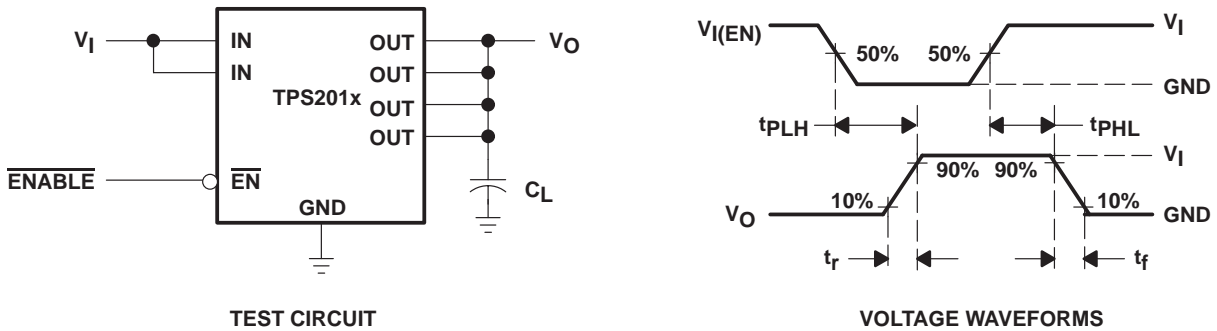 VI
IN
IN
OUT
OUT
OUT
OUT
TPS201x
VO
ENABLE
EN
GND
CL
TEST CIRCUIT
VI(EN)
50%
50%
VI
GND
tPLH
tPHL
VI
90%
90%
10%
10%
VO
GND
tr
tf
VOLTAGE WAVEFORMS